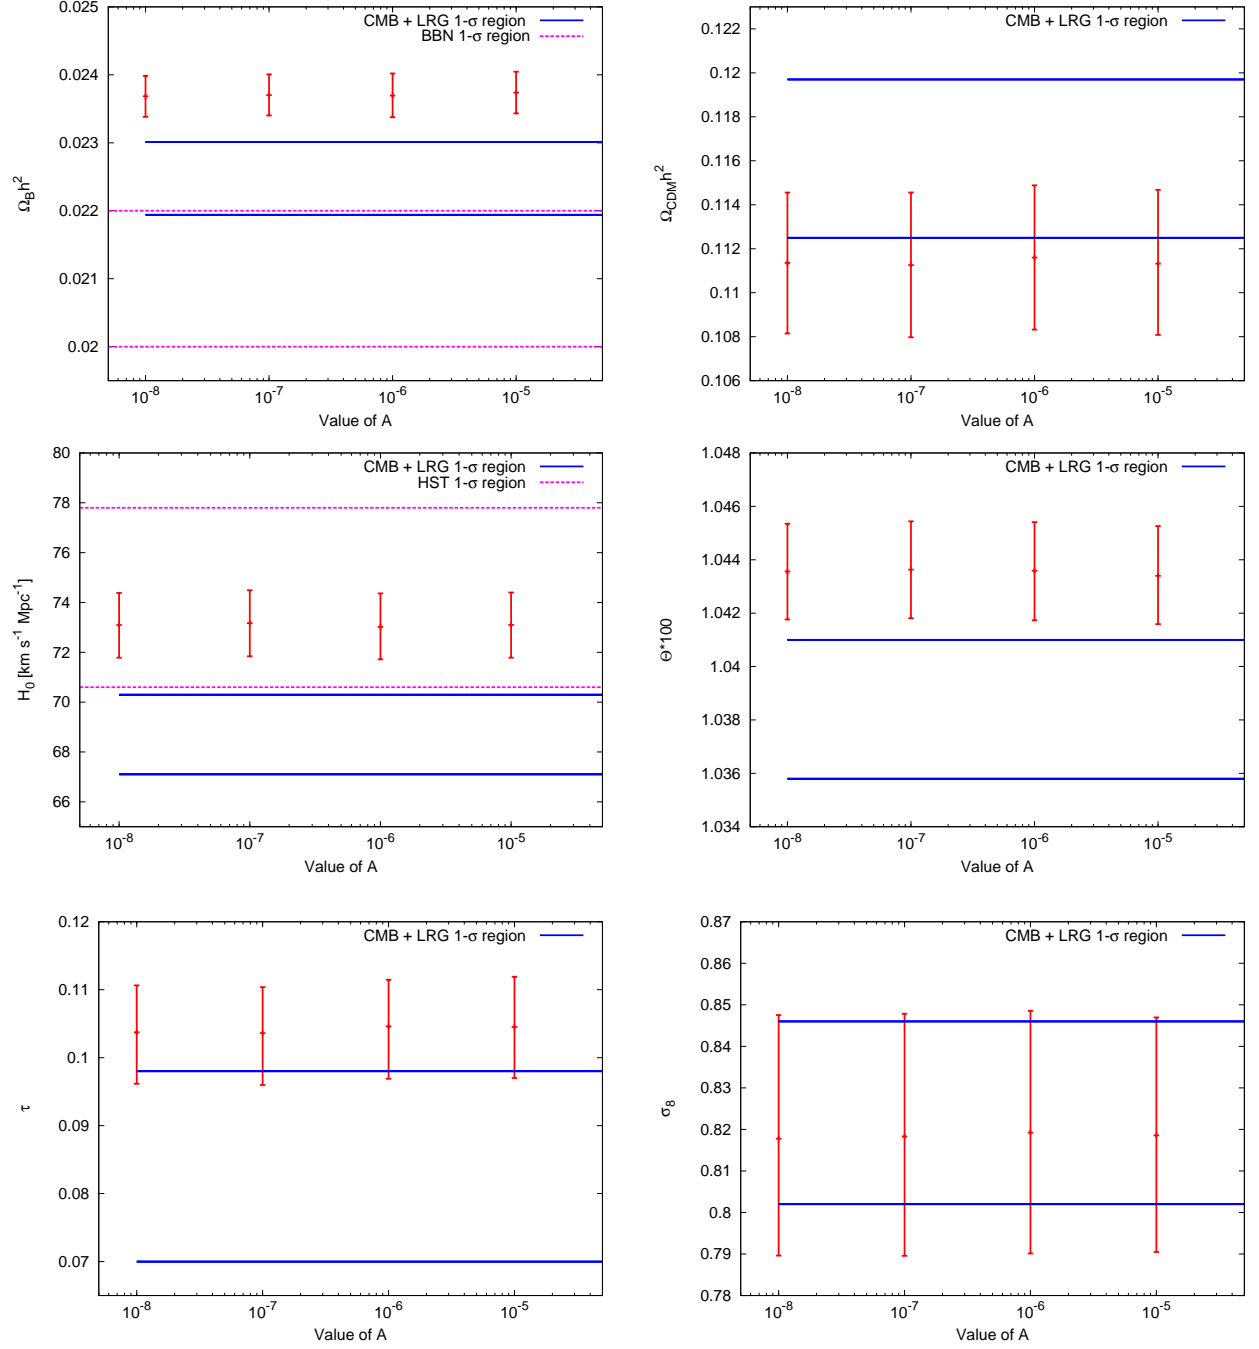 0.025
0.024
0.023
0.022
0.021
0.02
Ω_B h²
CMB + LRG 1-σ region
BBN 1-σ region
10⁻⁸ 10⁻⁷ 10⁻⁶ 10⁻⁵
Value of A
0.122
0.12
0.118
0.116
0.114
0.112
0.11
0.108
0.106
Ω_CDM h²
CMB + LRG 1-σ region
10⁻⁸ 10⁻⁷ 10⁻⁶ 10⁻⁵
Value of A
80
78
76
74
72
70
68
66
H₀ [km s⁻¹ Mpc⁻¹]
CMB + LRG 1-σ region
HST 1-σ region
10⁻⁸ 10⁻⁷ 10⁻⁶ 10⁻⁵
Value of A
1.048
1.046
1.044
1.042
1.04
1.038
1.036
1.034
Θ*100
CMB + LRG 1-σ region
10⁻⁸ 10⁻⁷ 10⁻⁶ 10⁻⁵
Value of A
0.12
0.11
0.1
0.09
0.08
0.07
τ
CMB + LRG 1-σ region
10⁻⁸ 10⁻⁷ 10⁻⁶ 10⁻⁵
Value of A
0.87
0.86
0.85
0.84
0.83
0.82
0.81
0.8
0.79
0.78
σ₈
CMB + LRG 1-σ region
10⁻⁸ 10⁻⁷ 10⁻⁶ 10⁻⁵
Value of A